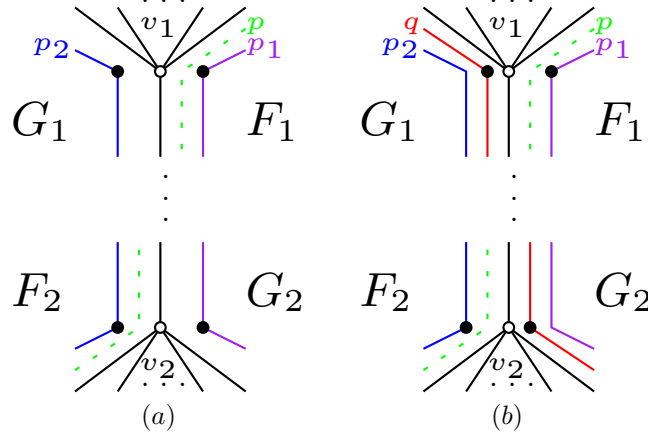 v₁ p q v₁ p
p₂ p₁ p₂ p₁
G₁ F₁ G₁ F₁
F₂ G₂ F₂ G₂
v₂ v₂
(a) (b)